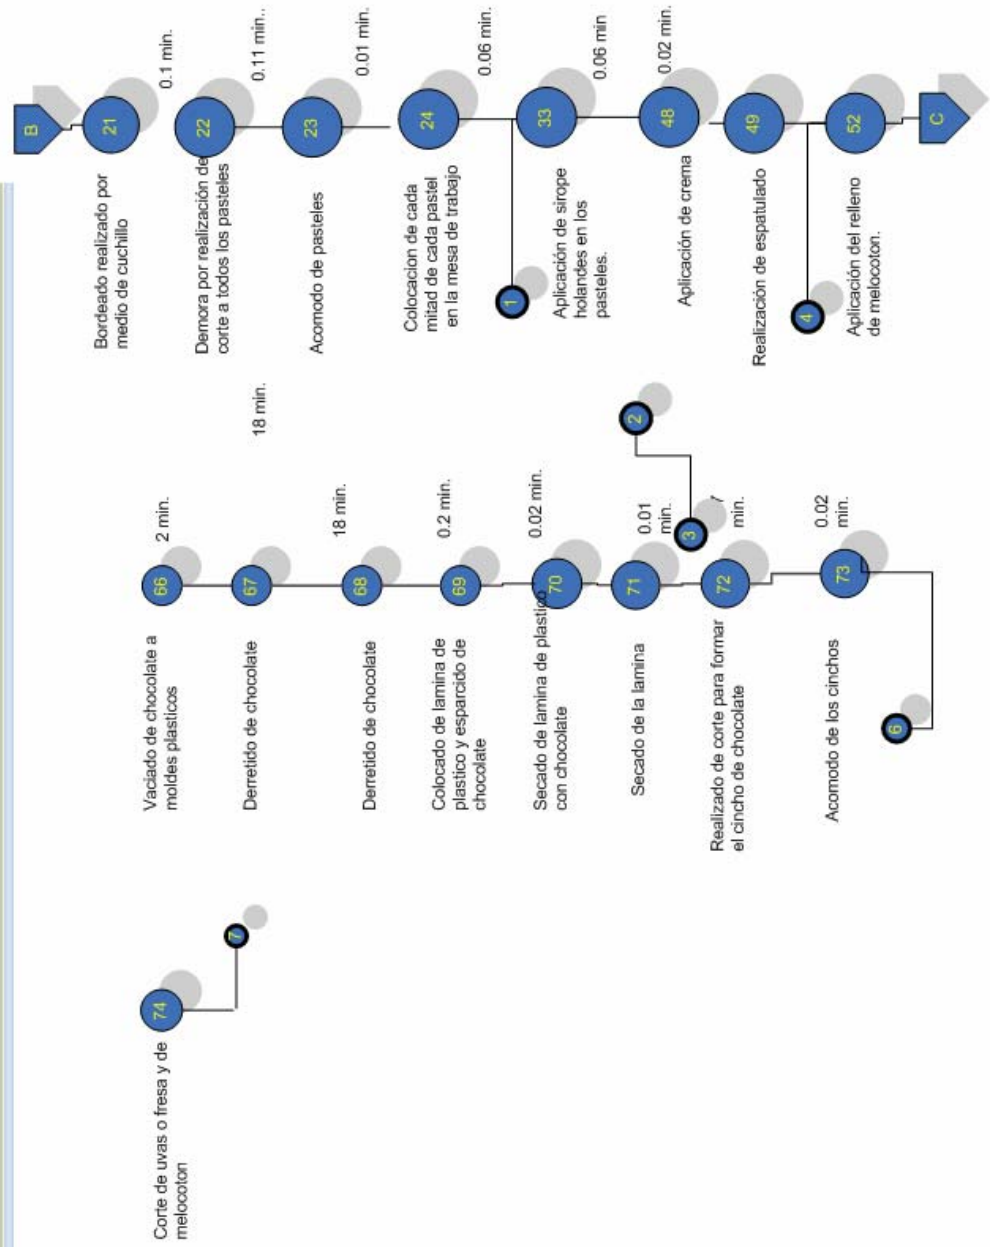 B
21
0.1 min.
Bordeado realizado por
medio de cuchillo
22
0.11 min..
Demora por realización de
corte a todos los pasteles
23
0.01 min.
Acomodo de pasteles
24
0.06 min.
Colocacion de cada
mitad de cada pastel
en la mesa de trabajo
1
33
0.06 min
Aplicación de sirope
holandes en los
pasteles.
48
0.02 min.
Aplicación de crema
49
Realización de espatulado
4
52
Aplicación del relleno
de melocoton.
C
66
2 min.
Vaciado de chocolate a
moldes plasticos
67
18 min.
Derretido de chocolate
68
18 min.
Derretido de chocolate
69
0.2 min.
Colocado de lamina de
plastico y esparcido de
chocolate
70
0.02 min.
Secado de lamina de plastico
con chocolate
71
0.01
min.
Secado de la lamina
2
3
72
min.
Realizado de corte para formar
el cincho de chocolate
73
0.02
min.
Acomodo de los cinchos
6
74
Corte de uvas o fresa y de
melocoton
7